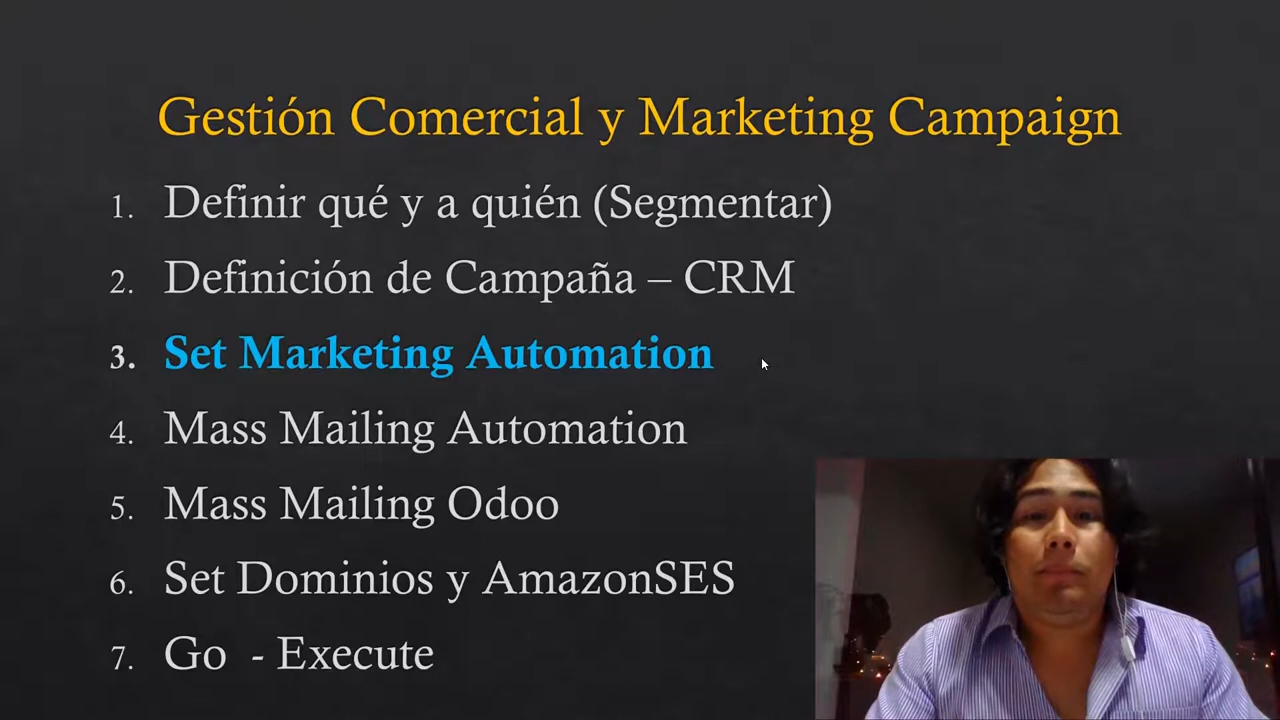 Gestión Comercial y Marketing Campaign
1. Definir qué y a quién (Segmentar)
2. Definición de Campaña – CRM
3. Set Marketing Automation
4. Mass Mailing Automation
5. Mass Mailing Odoo
6. Set Dominios y AmazonSES
7. Go - Execute